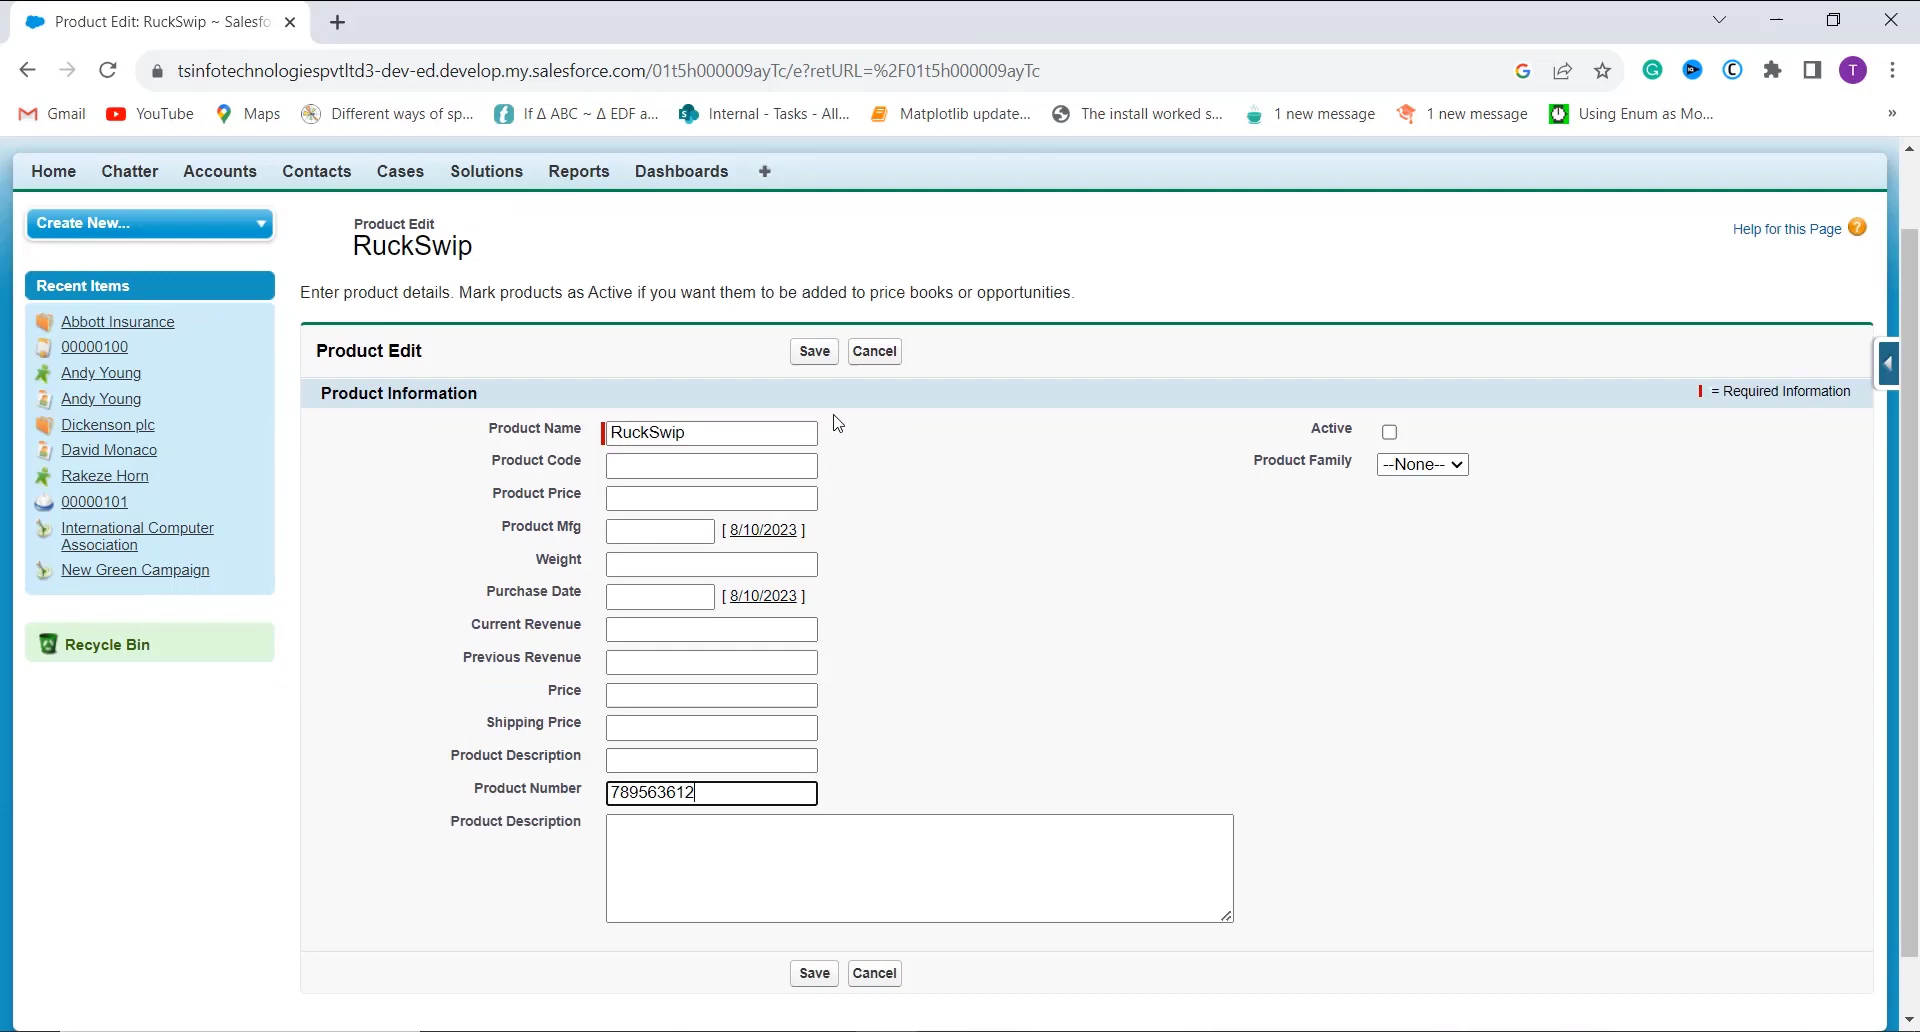 Product Edit: RuckSwip ~ Salesfo
tsinfotechnologiespvtltd3-dev-ed.develop.my.salesforce.com/01t5h000009ayTc/e?retURL=%2F01t5h000009ayTc
T
Gmail YouTube Maps Different ways of sp... If Δ ABC ~ Δ EDF a... Internal - Tasks - All... Matplotlib update... The install worked s... 1 new message 1 new message Using Enum as Mo... »
Home Chatter Accounts Contacts Cases Solutions Reports Dashboards +
Create New...
Recent Items
Abbott Insurance
00000100
Andy Young
Andy Young
Dickenson plc
David Monaco
Rakeze Horn
00000101
International Computer
Association
New Green Campaign
Recycle Bin
Product Edit
RuckSwip
Help for this Page ?
Enter product details. Mark products as Active if you want them to be added to price books or opportunities.
Product Edit Save Cancel
Product Information = Required Information
Product Name RuckSwip Active
Product Code Product Family --None--
Product Price
Product Mfg [ 8/10/2023 ]
Weight
Purchase Date [ 8/10/2023 ]
Current Revenue
Previous Revenue
Price
Shipping Price
Product Description
Product Number 789563612
Product Description
Save Cancel